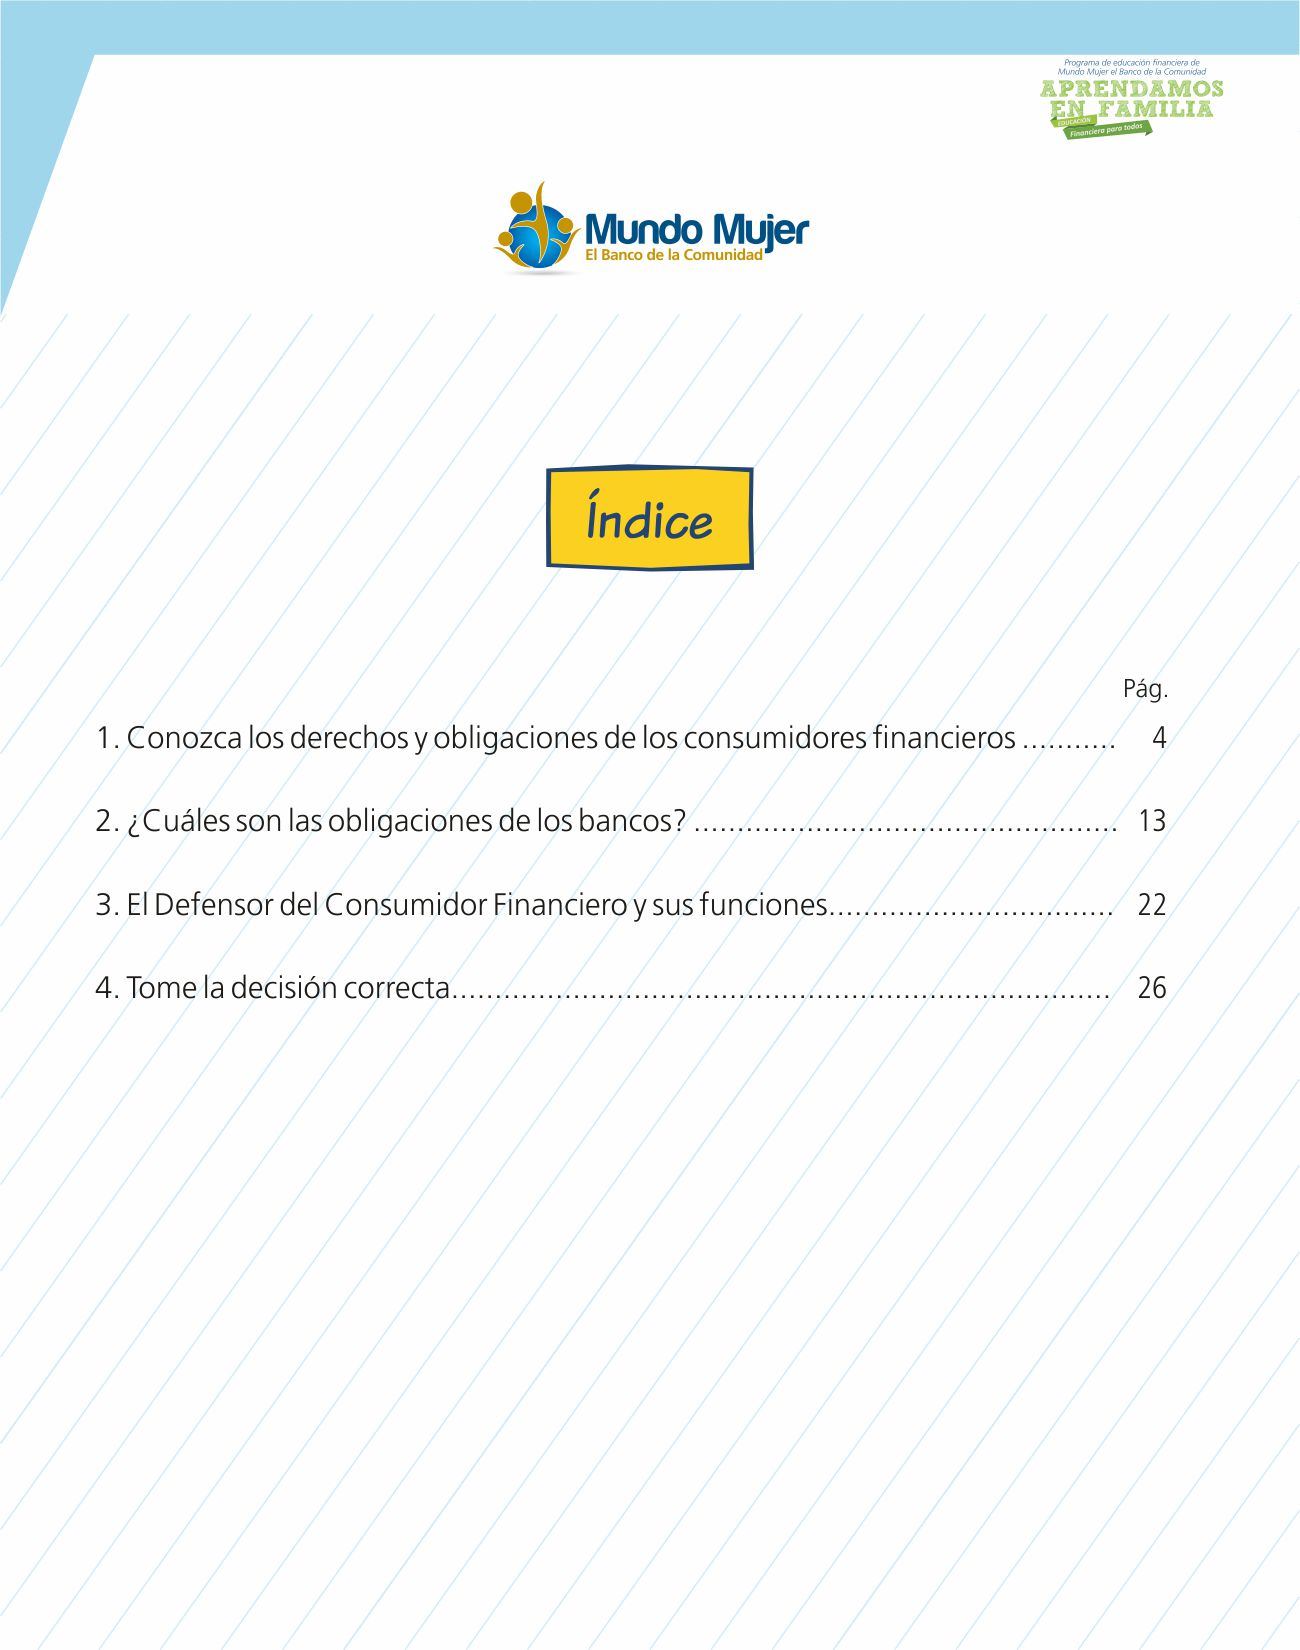 Programa de educación financiera de
Mundo Mujer el Banco de la Comunidad
APRENDAMOS
EN FAMILIA
EDUCACIÓN
Financiera para todos
Mundo Mujer
El Banco de la Comunidad
Índice
Pág.
1. Conozca los derechos y obligaciones de los consumidores financieros ........... 4
2. ¿Cuáles son las obligaciones de los bancos? ................................................. 13
3. El Defensor del Consumidor Financiero y sus funciones................................. 22
4. Tome la decisión correcta............................................................................ 26